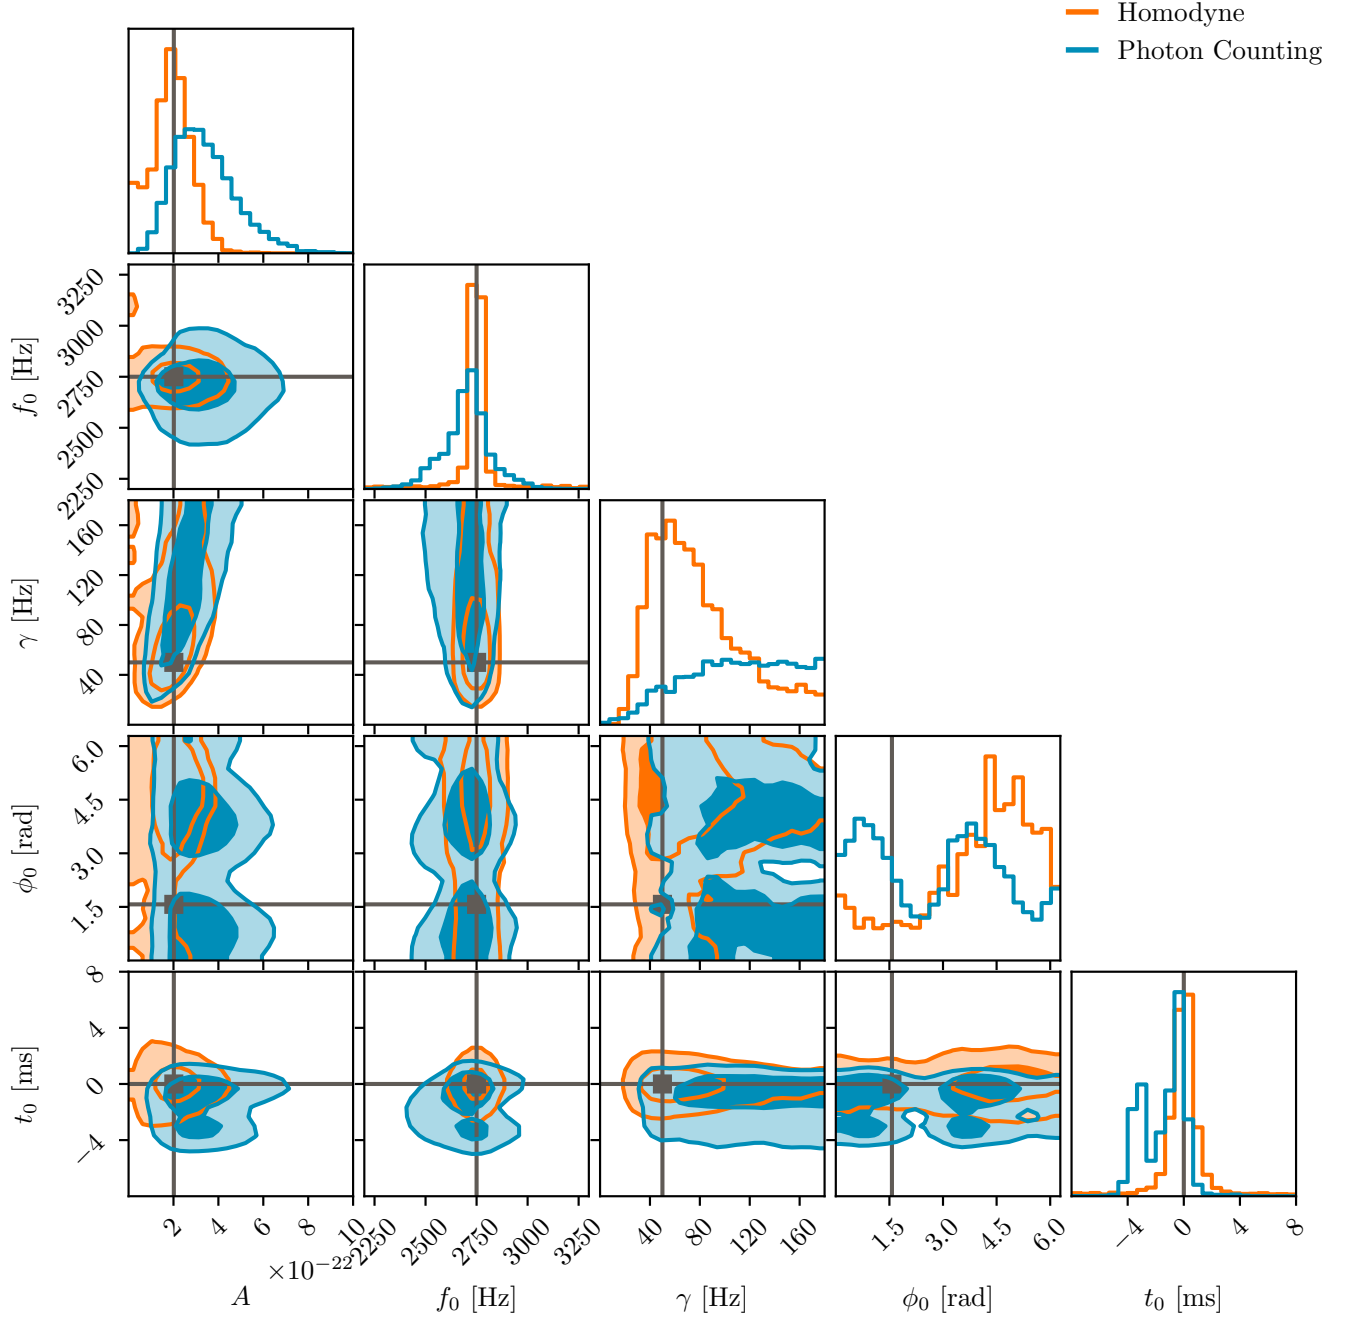 Homodyne
Photon Counting
3250
3000
2750
2500
2250
f₀ [Hz]
160
120
80
40
γ [Hz]
6.0
4.5
3.0
1.5
ϕ₀ [rad]
8
4
0
−4
t₀ [ms]
2 4 6 8 10
×10⁻²²
A
2250 2500 2750 3000 3250
f₀ [Hz]
40 80 120 160
γ [Hz]
1.5 3.0 4.5 6.0
ϕ₀ [rad]
−4 0 4 8
t₀ [ms]